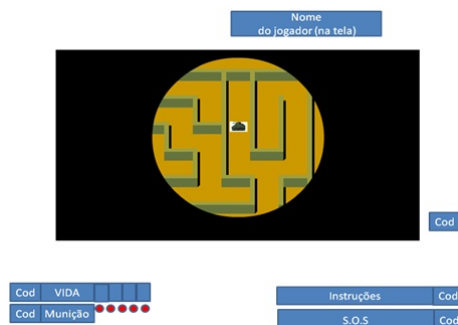 Nome
do jogador (na tela)
Cod
Cod VIDA
Cod Munição
Instruções Cod
S.O.S Cod